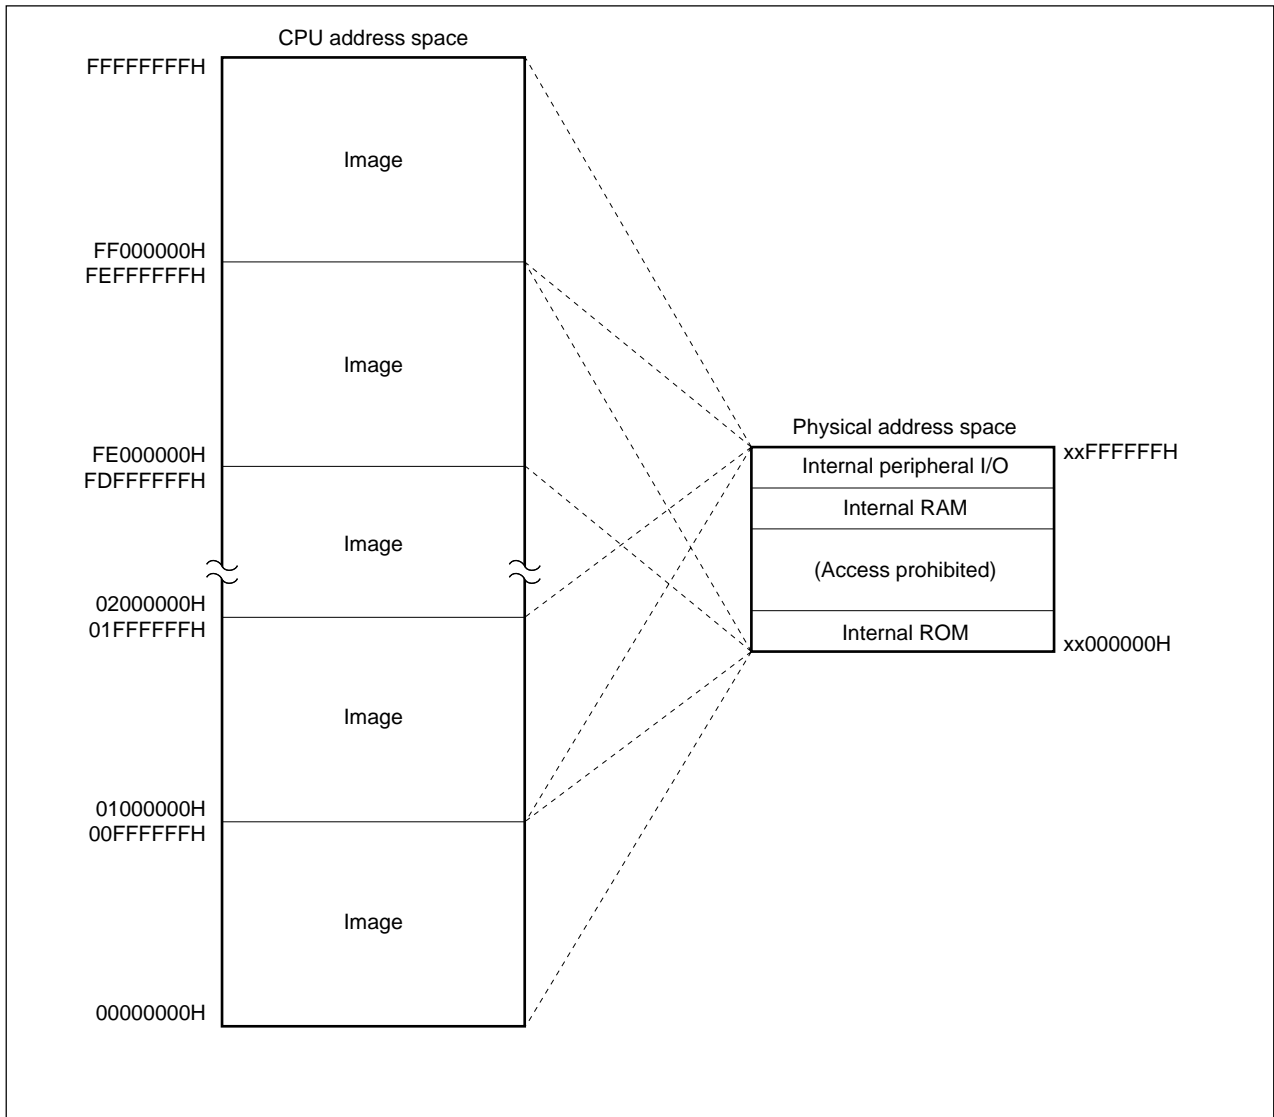 CPU address space
FFFFFFFFH
Image
FF000000H
FEFFFFFFH
Image
FE000000H
FDFFFFFFH
Image
02000000H
01FFFFFFH
Image
01000000H
00FFFFFFH
Image
00000000H
Physical address space
xxFFFFFFH
Internal peripheral I/O
Internal RAM
(Access prohibited)
Internal ROM
xx000000H